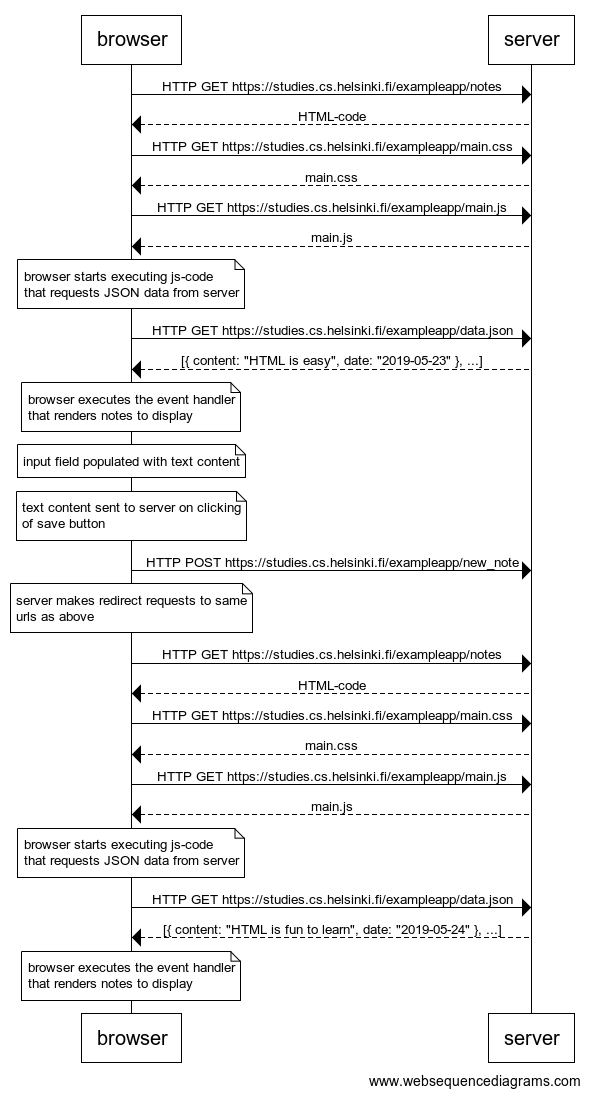 browser
server
HTTP GET https://studies.cs.helsinki.fi/exampleapp/notes
HTML-code
HTTP GET https://studies.cs.helsinki.fi/exampleapp/main.css
main.css
HTTP GET https://studies.cs.helsinki.fi/exampleapp/main.js
main.js
browser starts executing js-code
that requests JSON data from server
HTTP GET https://studies.cs.helsinki.fi/exampleapp/data.json
[{ content: "HTML is easy", date: "2019-05-23" }, ...]
browser executes the event handler
that renders notes to display
input field populated with text content
text content sent to server on clicking
of save button
HTTP POST https://studies.cs.helsinki.fi/exampleapp/new_note
server makes redirect requests to same
urls as above
HTTP GET https://studies.cs.helsinki.fi/exampleapp/notes
HTML-code
HTTP GET https://studies.cs.helsinki.fi/exampleapp/main.css
main.css
HTTP GET https://studies.cs.helsinki.fi/exampleapp/main.js
main.js
browser starts executing js-code
that requests JSON data from server
HTTP GET https://studies.cs.helsinki.fi/exampleapp/data.json
[{ content: "HTML is fun to learn", date: "2019-05-24" }, ...]
browser executes the event handler
that renders notes to display
browser
server
www.websequencediagrams.com